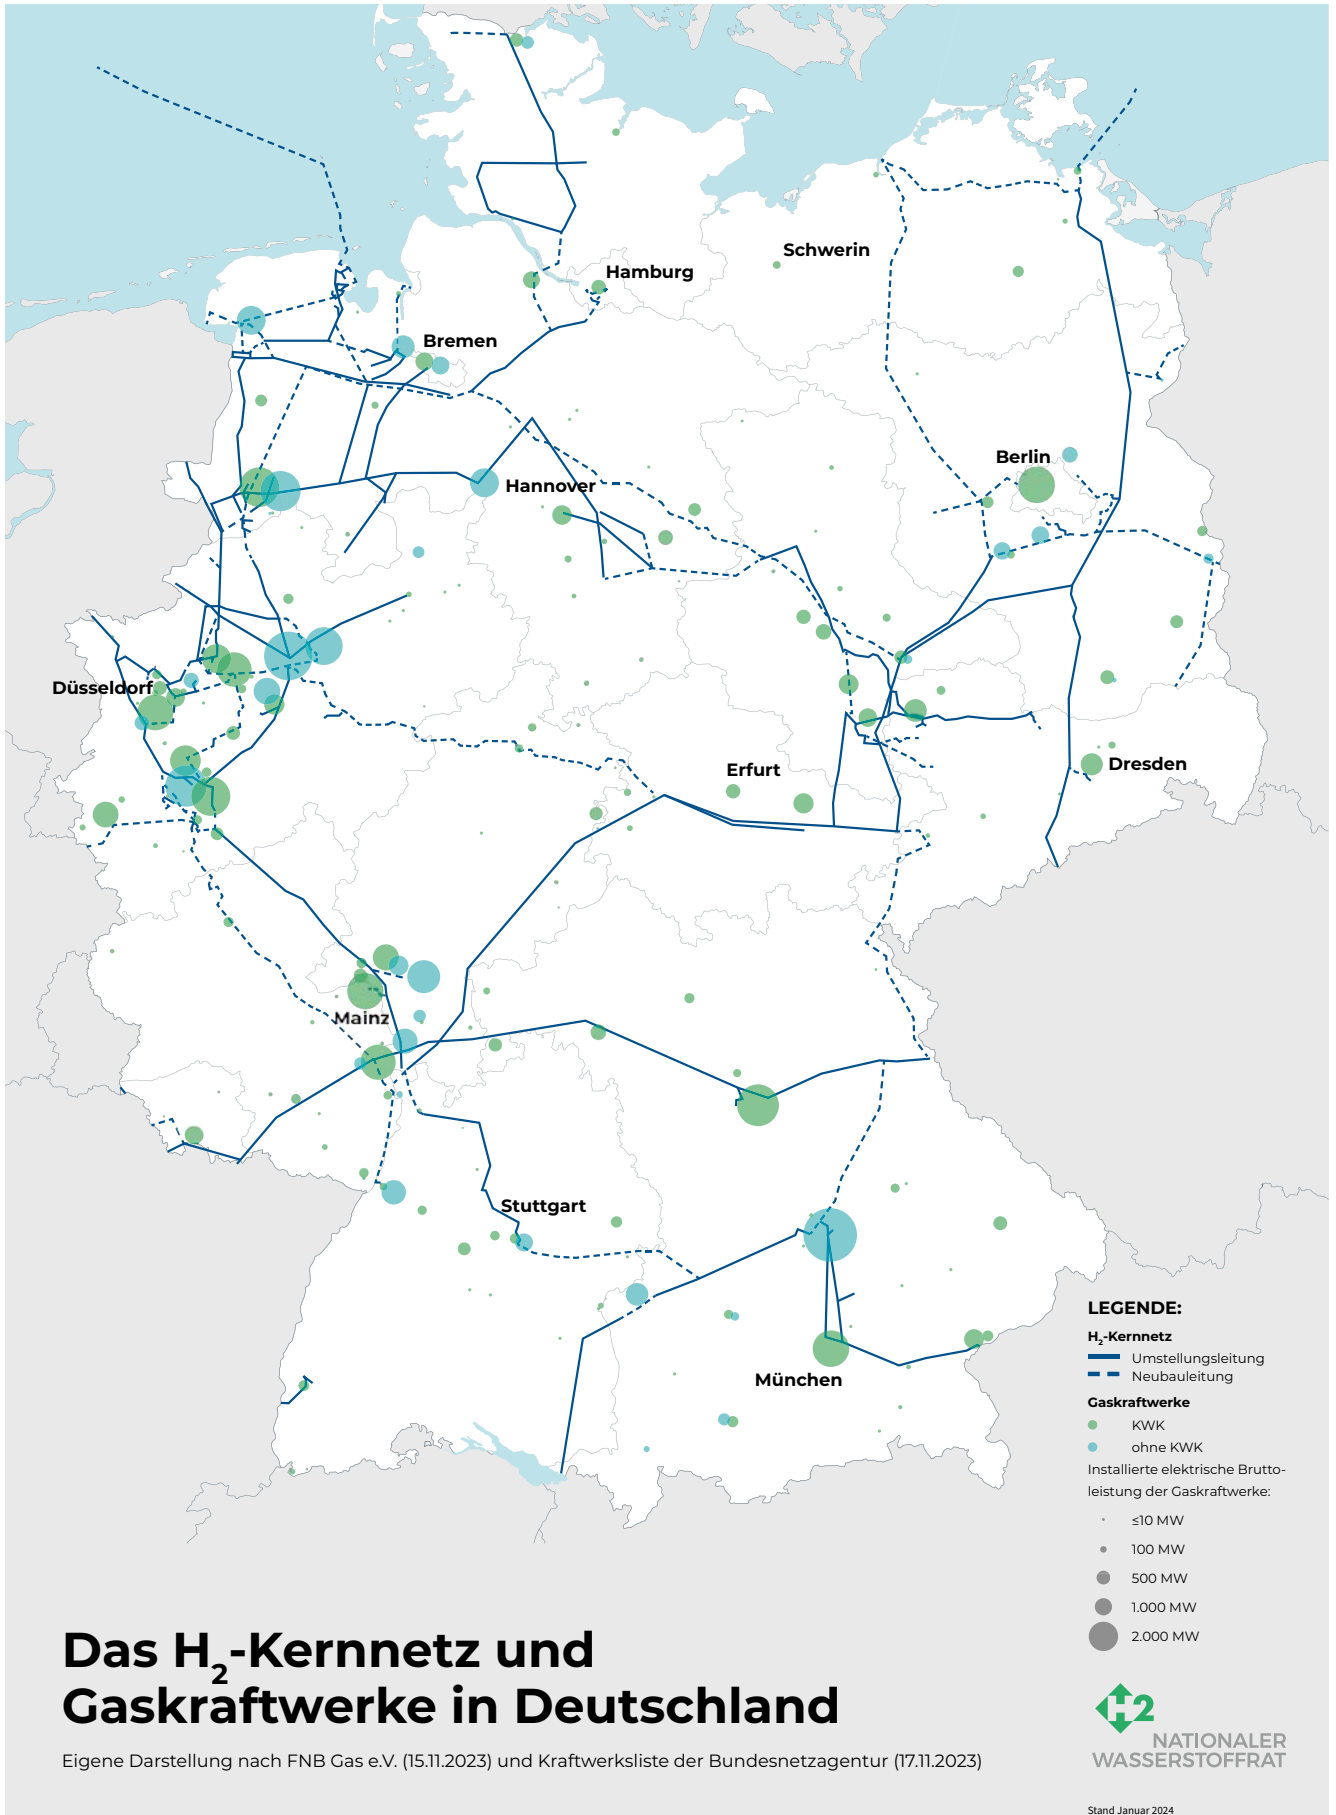 Schwerin
Hamburg
Bremen
Berlin
Hannover
Düsseldorf
Erfurt
Dresden
Mainz
Stuttgart
München
LEGENDE:
H2-Kernnetz
Umstellungsleitung
Neubauleitung
Gaskraftwerke
KWK
ohne KWK
Installierte elektrische Brutto-
leistung der Gaskraftwerke:
≤10 MW
100 MW
500 MW
1.000 MW
2.000 MW
Das H2-Kernnetz und
Gaskraftwerke in Deutschland
Eigene Darstellung nach FNB Gas e.V. (15.11.2023) und Kraftwerksliste der Bundesnetzagentur (17.11.2023)
H2
NATIONALER
WASSERSTOFFRAT
Stand Januar 2024